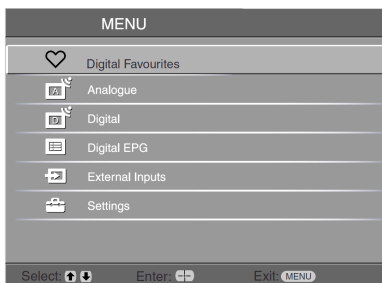 MENU
Digital Favourites
A Analogue
D Digital
Digital EPG
External Inputs
Settings
Select: Enter: Exit: MENU